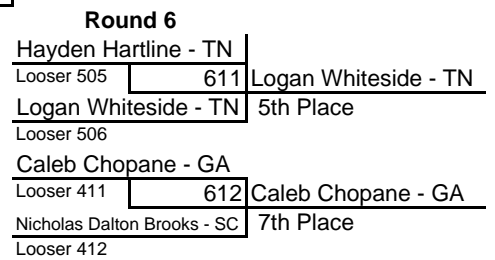 Round 6
Hayden Hartline - TN
Looser 505
611 Logan Whiteside - TN
Logan Whiteside - TN 5th Place
Looser 506
Caleb Chopane - GA
Looser 411
612 Caleb Chopane - GA
Nicholas Dalton Brooks - SC 7th Place
Looser 412